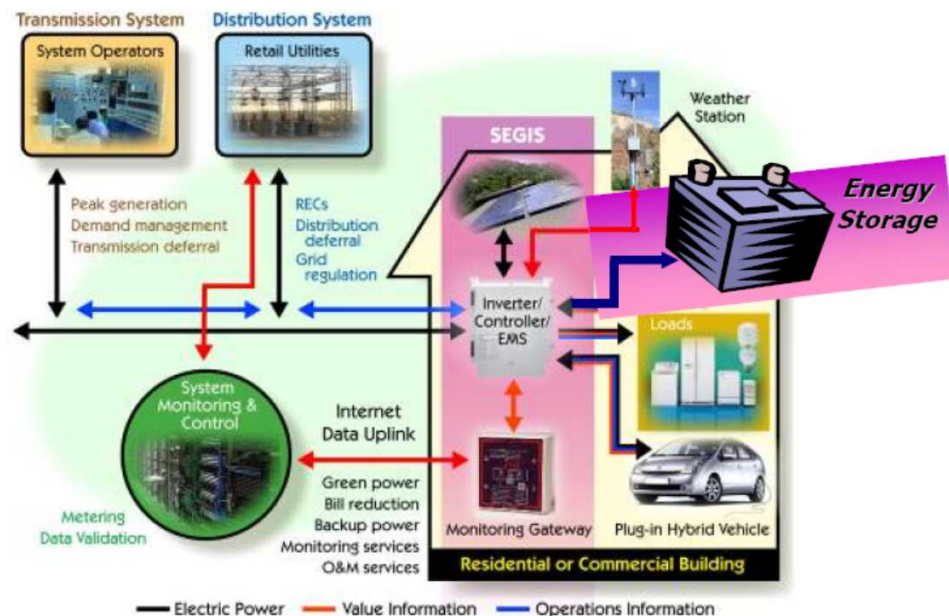 Transmission System
Distribution System
System Operators
Retail Utilities
Weather
Station
SEGIS
Energy
Storage
Peak generation
Demand management
Transmission deferral
RECs
Distribution
deferral
Grid
regulation
Inverter/
Controller/
EMS
Loads
System
Monitoring &
Control
Internet
Data Uplink
Green power
Bill reduction
Backup power
Monitoring services
O&M services
Metering
Data Validation
Monitoring Gateway
Plug-in Hybrid Vehicle
Residential or Commercial Building
Electric Power
Value Information
Operations Information